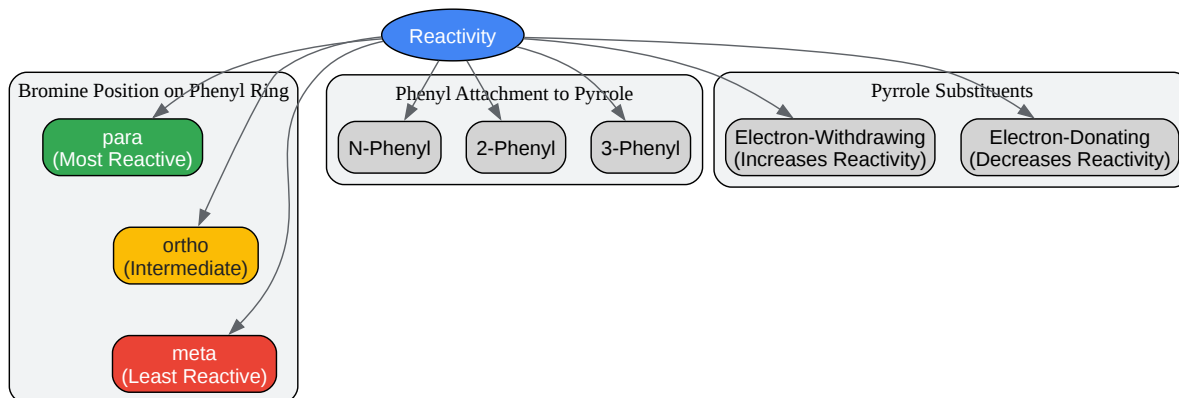 Reactivity
Bromine Position on Phenyl Ring
para
(Most Reactive)
ortho
(Intermediate)
meta
(Least Reactive)
Phenyl Attachment to Pyrrole
N-Phenyl
2-Phenyl
3-Phenyl
Pyrrole Substituents
Electron-Withdrawing
(Increases Reactivity)
Electron-Donating
(Decreases Reactivity)